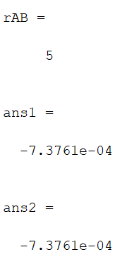 rAB =
5
ans1 =
-7.3761e-04
ans2 =
-7.3761e-04